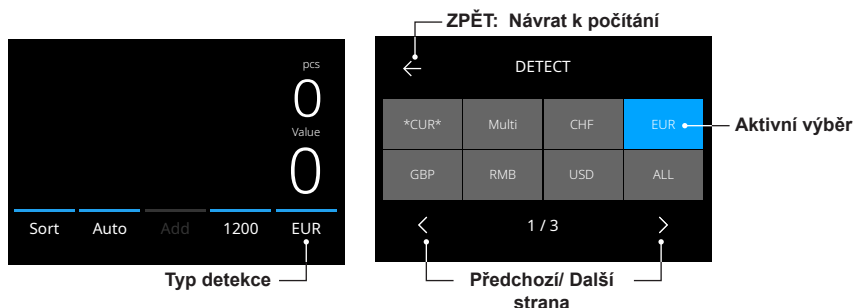 ZPĚT: Návrat k počítání
pcs
0
Value
0
Sort Auto Add 1200 EUR
Typ detekce
DETECT
*CUR* Multi CHF EUR
Aktivní výběr
GBP RMB USD ALL
1 / 3
Předchozí/ Další
strana